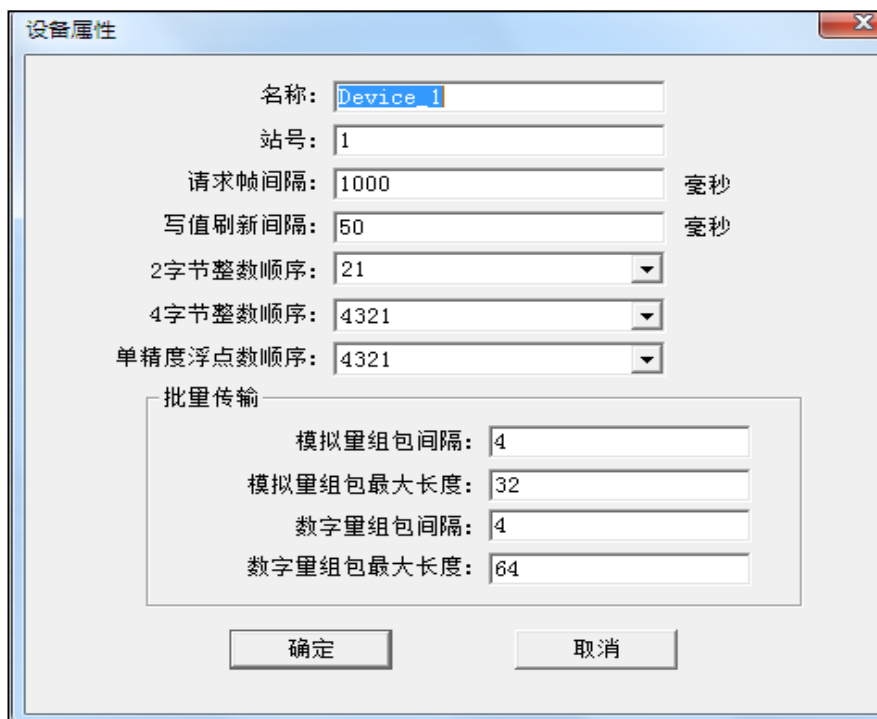 设备属性
名称：Device_1
站号：1
请求帧间隔：1000 毫秒
写值刷新间隔：50 毫秒
2字节整数顺序：21
4字节整数顺序：4321
单精度浮点数顺序：4321
批量传输
模拟量组包间隔：4
模拟量组包最大长度：32
数字量组包间隔：4
数字量组包最大长度：64
确定 取消